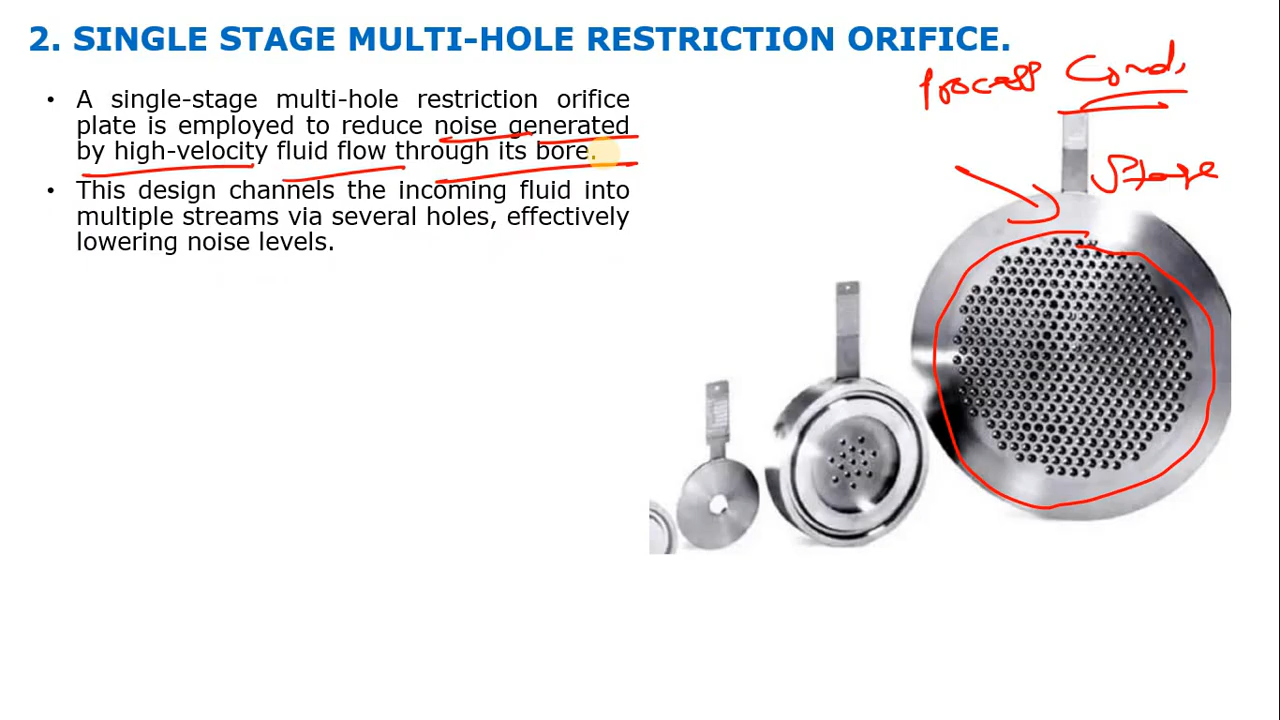 2. SINGLE STAGE MULTI-HOLE RESTRICTION ORIFICE.
Process Cond.
• A single-stage multi-hole restriction orifice
plate is employed to reduce noise generated
by high-velocity fluid flow through its bore.
Stage
• This design channels the incoming fluid into
multiple streams via several holes, effectively
lowering noise levels.